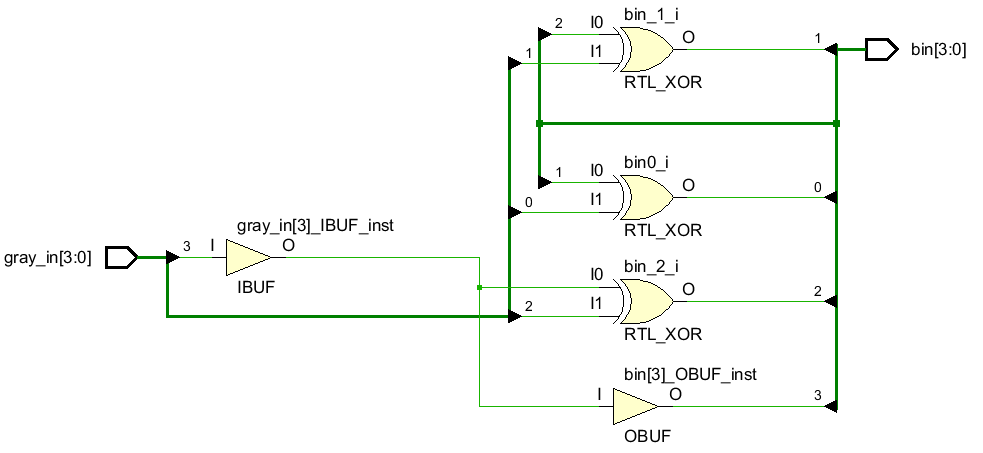 bin_1_i
2 I0
O
1 bin[3:0]
1 I1
RTL_XOR
bin0_i
1 I0
O
0
0 I1
RTL_XOR
gray_in[3]_IBUF_inst
gray_in[3:0] 3 I O
IBUF
bin_2_i
I0
O
2
2 I1
RTL_XOR
bin[3]_OBUF_inst
I O 3
OBUF